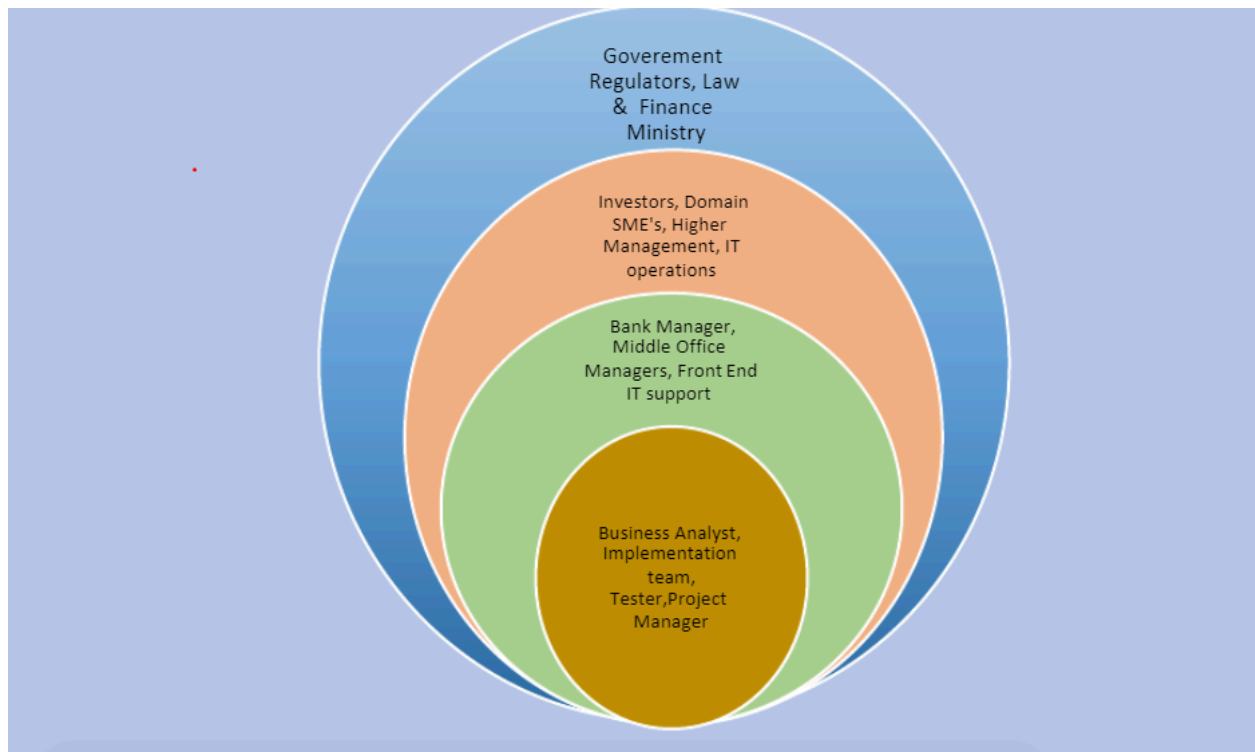 Goverement
Regulators, Law
& Finance
Ministry
Investors, Domain
SME's, Higher
Management, IT
operations
Bank Manager,
Middle Office
Managers, Front End
IT support
Business Analyst,
Implementation
team,
Tester,Project
Manager